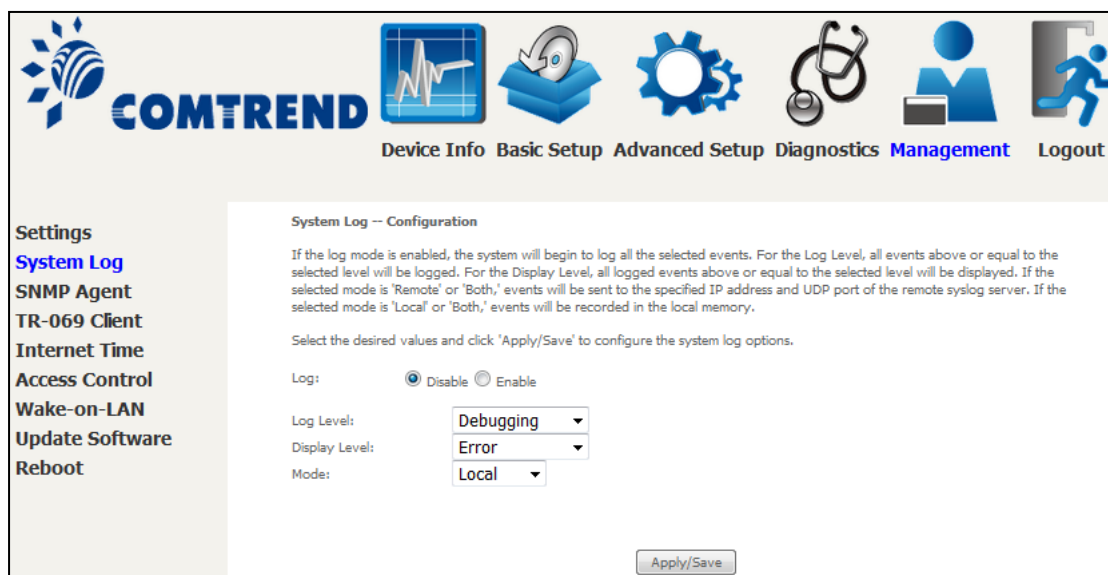 COMTREND
Device Info Basic Setup Advanced Setup Diagnostics Management Logout
Settings
System Log
SNMP Agent
TR-069 Client
Internet Time
Access Control
Wake-on-LAN
Update Software
Reboot
System Log -- Configuration
If the log mode is enabled, the system will begin to log all the selected events. For the Log Level, all events above or equal to the
selected level will be logged. For the Display Level, all logged events above or equal to the selected level will be displayed. If the
selected mode is 'Remote' or 'Both,' events will be sent to the specified IP address and UDP port of the remote syslog server. If the
selected mode is 'Local' or 'Both,' events will be recorded in the local memory.
Select the desired values and click 'Apply/Save' to configure the system log options.
Log: Disable Enable
Log Level: Debugging
Display Level: Error
Mode: Local
Apply/Save